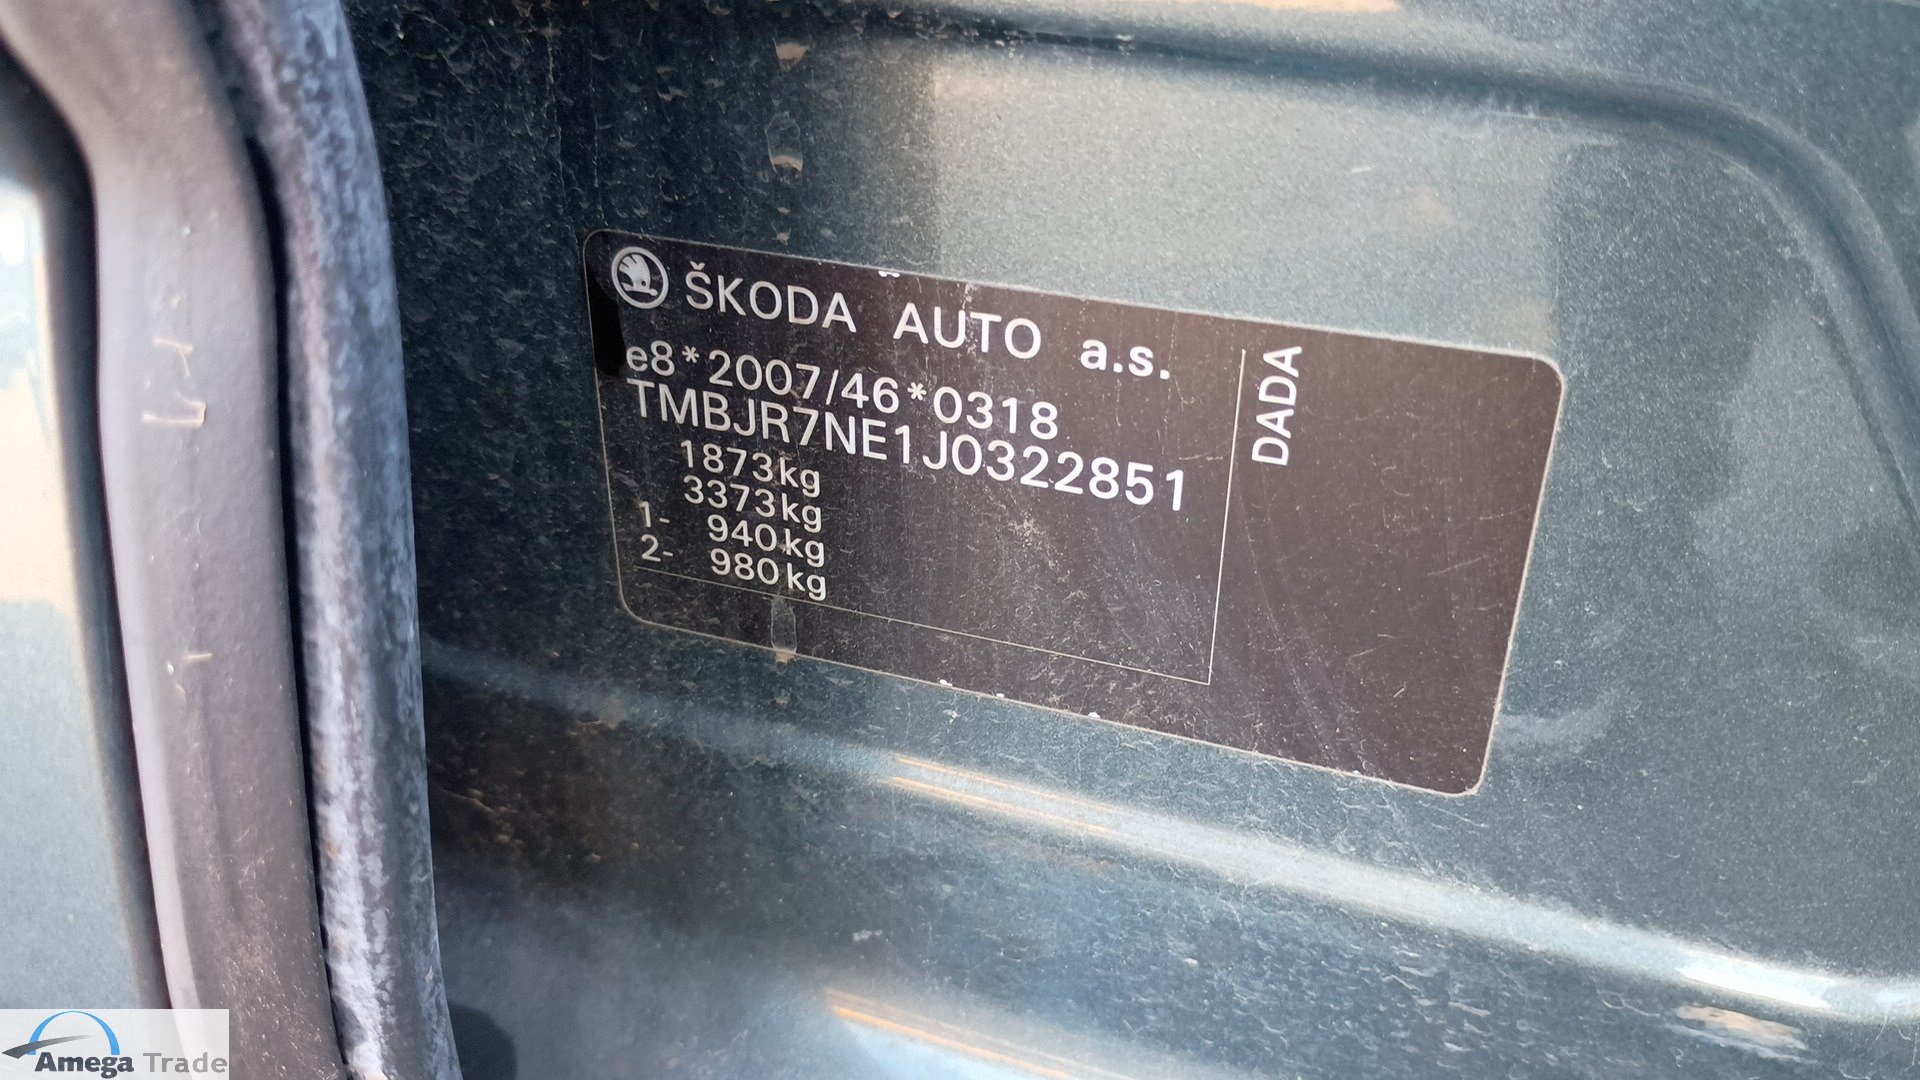 ŠKODA AUTO a.s.
e8*2007/46*0318
TMBJR7NE1J0322851
1873kg
3373kg
1- 940kg
2- 980kg
DADA
Amega Trade